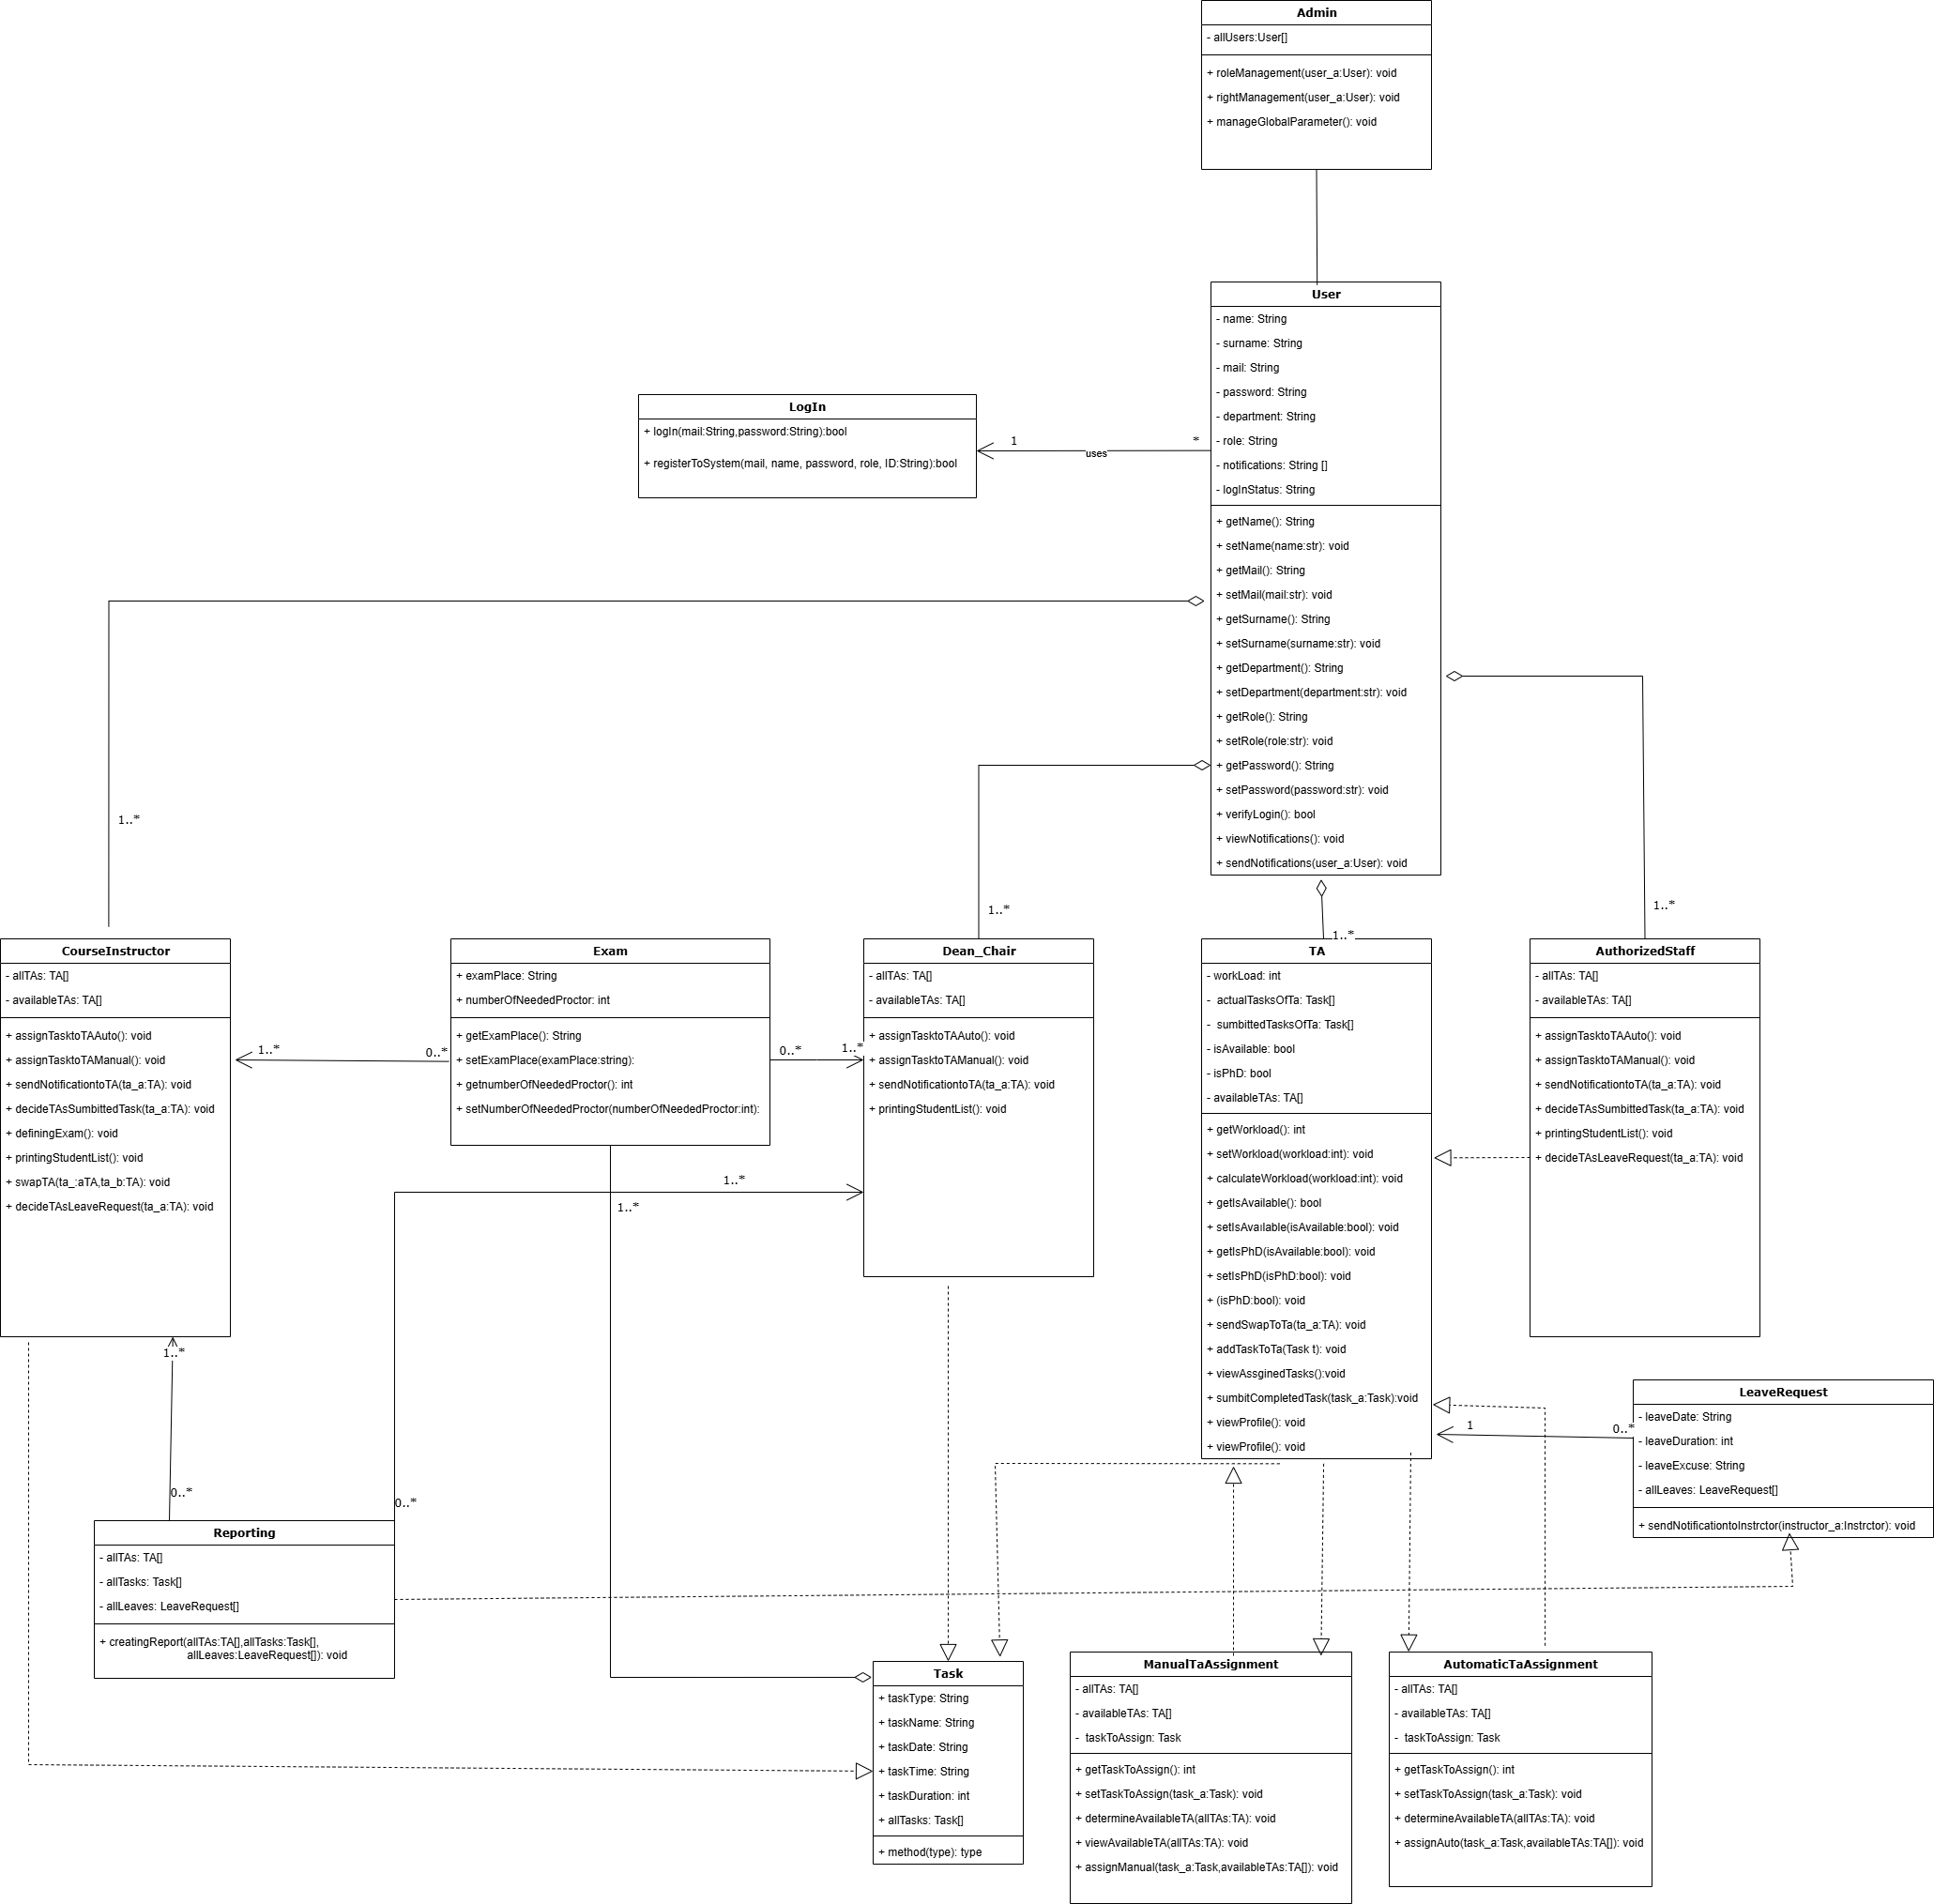 Admin
- allUsers:User[]
+ roleManagement(user_a:User): void
+ rightManagement(user_a:User): void
+ manageGlobalParameter(): void
User
- name: String
- surname: String
- mail: String
- password: String
- department: String
- role: String
- notifications: String []
- logInStatus: String
+ getName(): String
+ setName(name:str): void
+ getMail(): String
+ setMail(mail:str): void
+ getSurname(): String
+ setSurname(surname:str): void
+ getDepartment(): String
+ setDepartment(department:str): void
+ getRole(): String
+ setRole(role:str): void
+ getPassword(): String
+ setPassword(password:str): void
+ verifyLogin(): bool
+ viewNotifications(): void
+ sendNotifications(user_a:User): void
LogIn
+ logIn(mail:String,password:String):bool
+ registerToSystem(mail, name, password, role, ID:String):bool
1
*
uses
1..*
1..*
1..*
1..*
CourseInstructor
- allTAs: TA[]
- availableTAs: TA[]
+ assignTasktoTAAuto(): void
+ assignTasktoTAManual(): void
+ sendNotificationtoTA(ta_a:TA): void
+ decideTAsSumbittedTask(ta_a:TA): void
+ definingExam(): void
+ printingStudentList(): void
+ swapTA(ta_:aTA,ta_b:TA): void
+ decideTAsLeaveRequest(ta_a:TA): void
1..*
0..*
Exam
+ examPlace: String
+ numberOfNeededProctor: int
+ getExamPlace(): String
+ setExamPlace(examPlace:string):
+ getnumberOfNeededProctor(): int
+ setNumberOfNeededProctor(numberOfNeededProctor:int):
0..*
1..*
1..*
1..*
Dean_Chair
- allTAs: TA[]
- availableTAs: TA[]
+ assignTasktoTAAuto(): void
+ assignTasktoTAManual(): void
+ sendNotificationtoTA(ta_a:TA): void
+ printingStudentList(): void
TA
- workLoad: int
- actualTasksOfTa: Task[]
- sumbittedTasksOfTa: Task[]
- isAvailable: bool
- isPhD: bool
- availableTAs: TA[]
+ getWorkload(): int
+ setWorkload(workload:int): void
+ calculateWorkload(workload:int): void
+ getIsAvailable(): bool
+ setIsAvailable(isAvailable:bool): void
+ getIsPhD(isAvailable:bool): void
+ setIsPhD(isPhD:bool): void
+ (isPhD:bool): void
+ sendSwapToTa(ta_a:TA): void
+ addTaskToTa(Task t): void
+ viewAssginedTasks():void
+ sumbitCompletedTask(task_a:Task):void
+ viewProfile(): void
+ viewProfile(): void
AuthorizedStaff
- allTAs: TA[]
- availableTAs: TA[]
+ assignTasktoTAAuto(): void
+ assignTasktoTAManual(): void
+ sendNotificationtoTA(ta_a:TA): void
+ decideTAsSumbittedTask(ta_a:TA): void
+ printingStudentList(): void
+ decideTAsLeaveRequest(ta_a:TA): void
1
0..*
LeaveRequest
- leaveDate: String
- leaveDuration: int
- leaveExcuse: String
- allLeaves: LeaveRequest[]
+ sendNotificationtoInstrctor(instructor_a:Instrctor): void
1..*
0..*
0..*
Reporting
- allTAs: TA[]
- allTasks: Task[]
- allLeaves: LeaveRequest[]
+ creatingReport(allTAs:TA[],allTasks:Task[],
allLeaves:LeaveRequest[]): void
Task
+ taskType: String
+ taskName: String
+ taskDate: String
+ taskTime: String
+ taskDuration: int
+ allTasks: Task[]
+ method(type): type
ManualTaAssignment
- allTAs: TA[]
- availableTAs: TA[]
- taskToAssign: Task
+ getTaskToAssign(): int
+ setTaskToAssign(task_a:Task): void
+ determineAvailableTA(allTAs:TA): void
+ viewAvailableTA(allTAs:TA): void
+ assignManual(task_a:Task,availableTAs:TA[]): void
AutomaticTaAssignment
- allTAs: TA[]
- availableTAs: TA[]
- taskToAssign: Task
+ getTaskToAssign(): int
+ setTaskToAssign(task_a:Task): void
+ determineAvailableTA(allTAs:TA): void
+ assignAuto(task_a:Task,availableTAs:TA[]): void